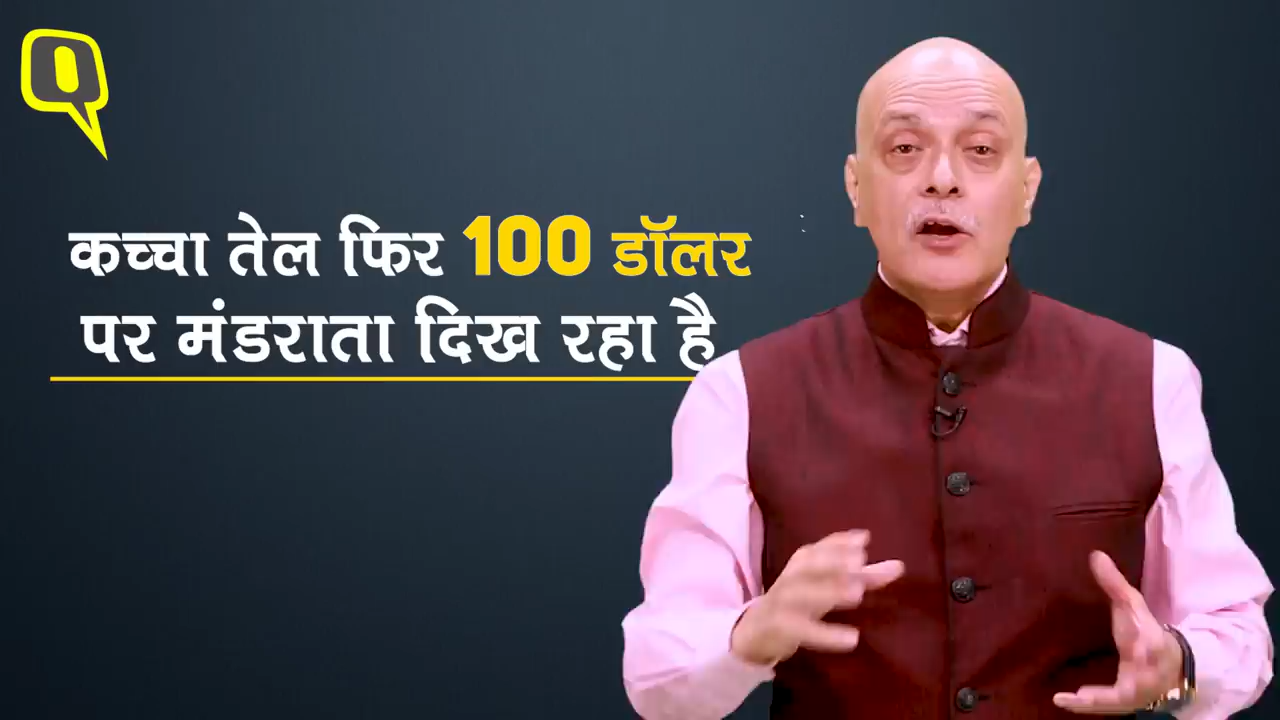 कच्चा तेल फिर 100 डॉलर
पर मंडराता दिख रहा है